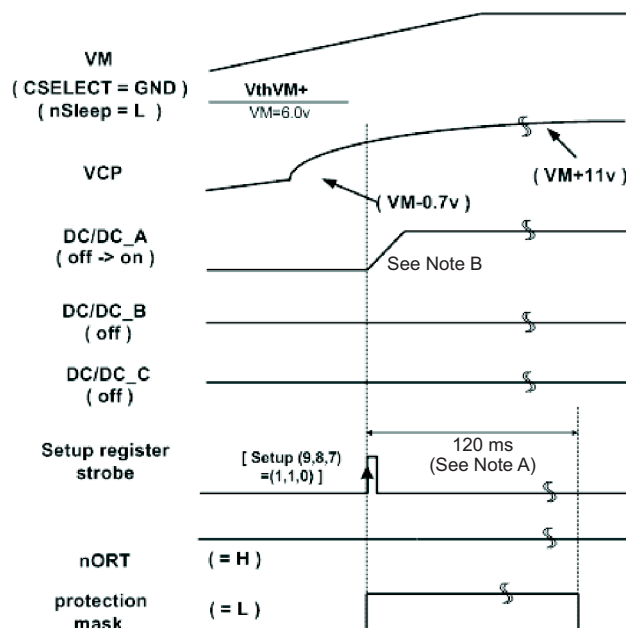 VM
( CSELECT = GND )
( nSleep = L )
VthVM+
VM=6.0v
VCP
( VM-0.7v )
( VM+11v )
DC/DC_A
( off -> on )
See Note B
DC/DC_B
( off )
DC/DC_C
( off )
Setup register
strobe
[ Setup (9,8,7)
=(1,1,0) ]
120 ms
(See Note A)
nORT
( = H )
protection
mask
( = L )